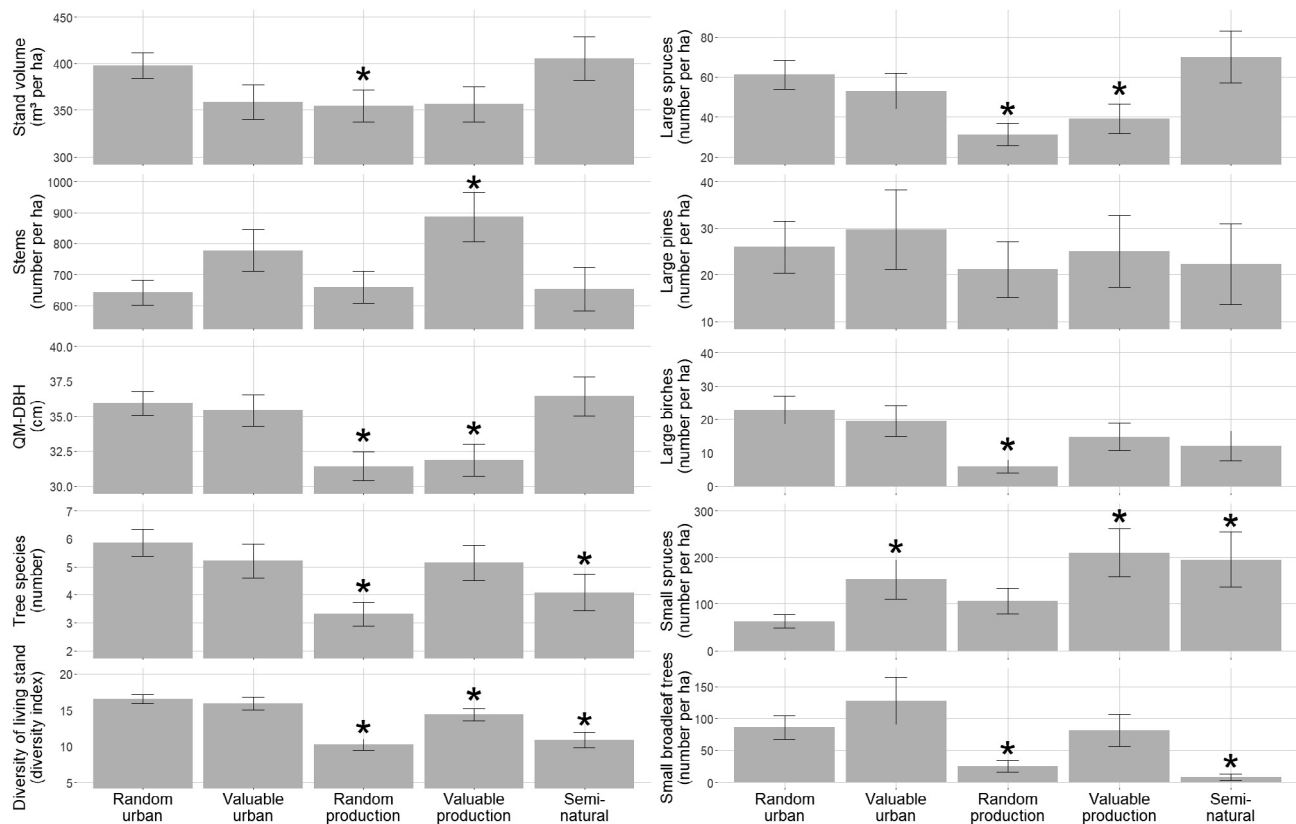 Stand volume
(m³ per ha)
450
400
350
300
*
Stems
(number per ha)
1000
900
800
700
600
*
QM-DBH
(cm)
40.0
37.5
35.0
32.5
30.0
* *
Tree species
(number)
7
6
5
4
3
2
* *
Diversity of living stand
(diversity index)
20
15
10
5
* * *
Random
urban
Valuable
urban
Random
production
Valuable
production
Semi-
natural
Large spruces
(number per ha)
80
60
40
20
* *
Large pines
(number per ha)
40
30
20
10
Large birches
(number per ha)
40
30
20
10
0
*
Small spruces
(number per ha)
300
200
100
0
* * *
Small broadleaf trees
(number per ha)
150
100
50
0
* *
Random
urban
Valuable
urban
Random
production
Valuable
production
Semi-
natural